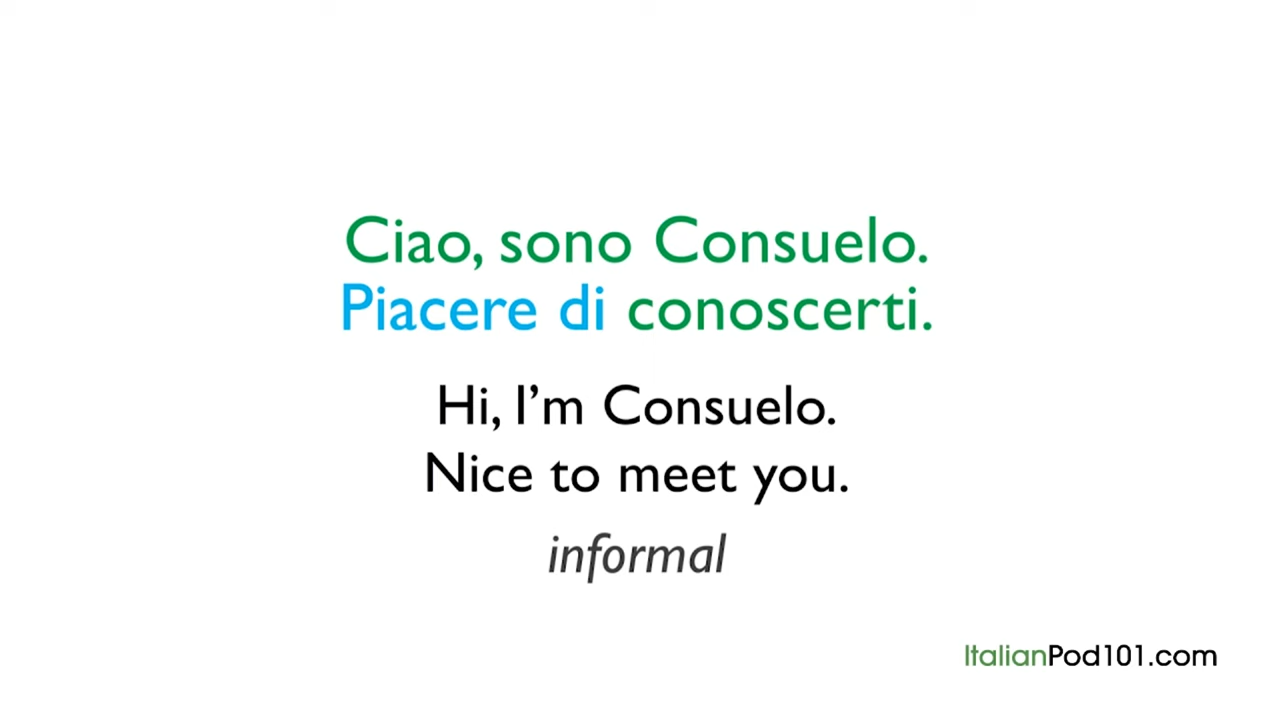 Ciao, sono Consuelo.
Piacere di conoscerti.
Hi, I’m Consuelo.
Nice to meet you.
informal
ItalianPod101.com